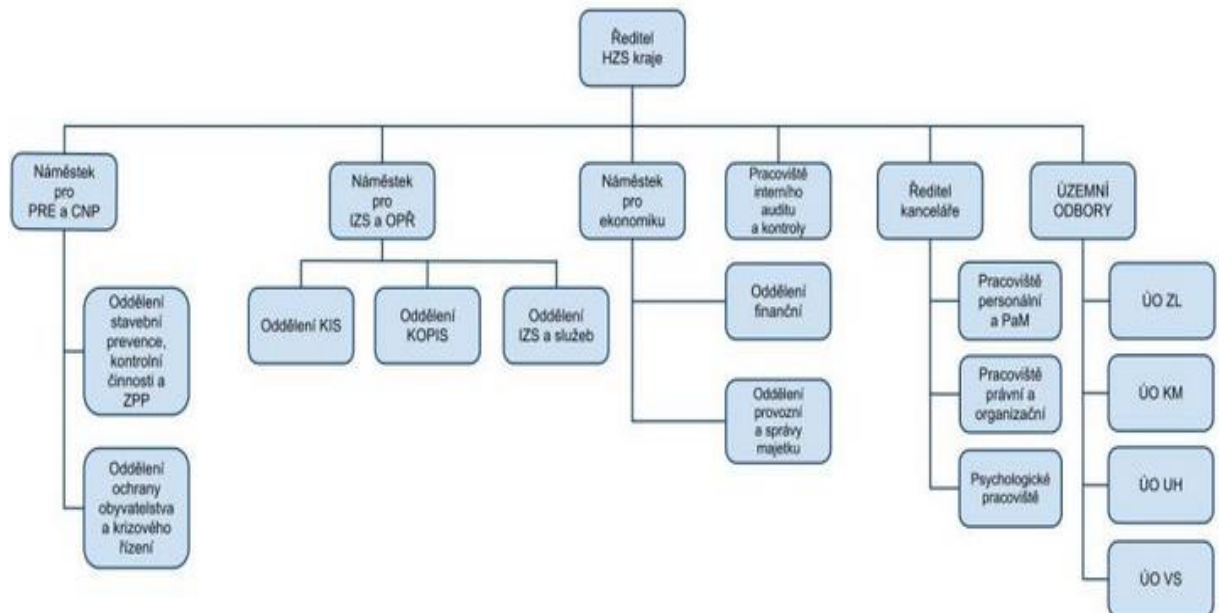 Ředitel
HZS kraje
Náměstek
pro
PRE a CNP
Náměstek
pro
IZS a OPŘ
Náměstek
pro
ekonomiku
Pracoviště
interního
auditu
a kontroly
Ředitel
kanceláře
ÚZEMNÍ
ODBORY
Oddělení
stavební
prevence,
kontrolní
činnosti a
ZPP
Oddělení
ochrany
obyvatelstva
a krizového
řízení
Oddělení KIS
Oddělení
KOPIS
Oddělení
IZS a služeb
Oddělení
finanční
Oddělení
provozní
a správy
majetku
Pracoviště
personální
a PaM
Pracoviště
právní a
organizační
Psychologické
pracoviště
ÚO ZL
ÚO KM
ÚO UH
ÚO VS